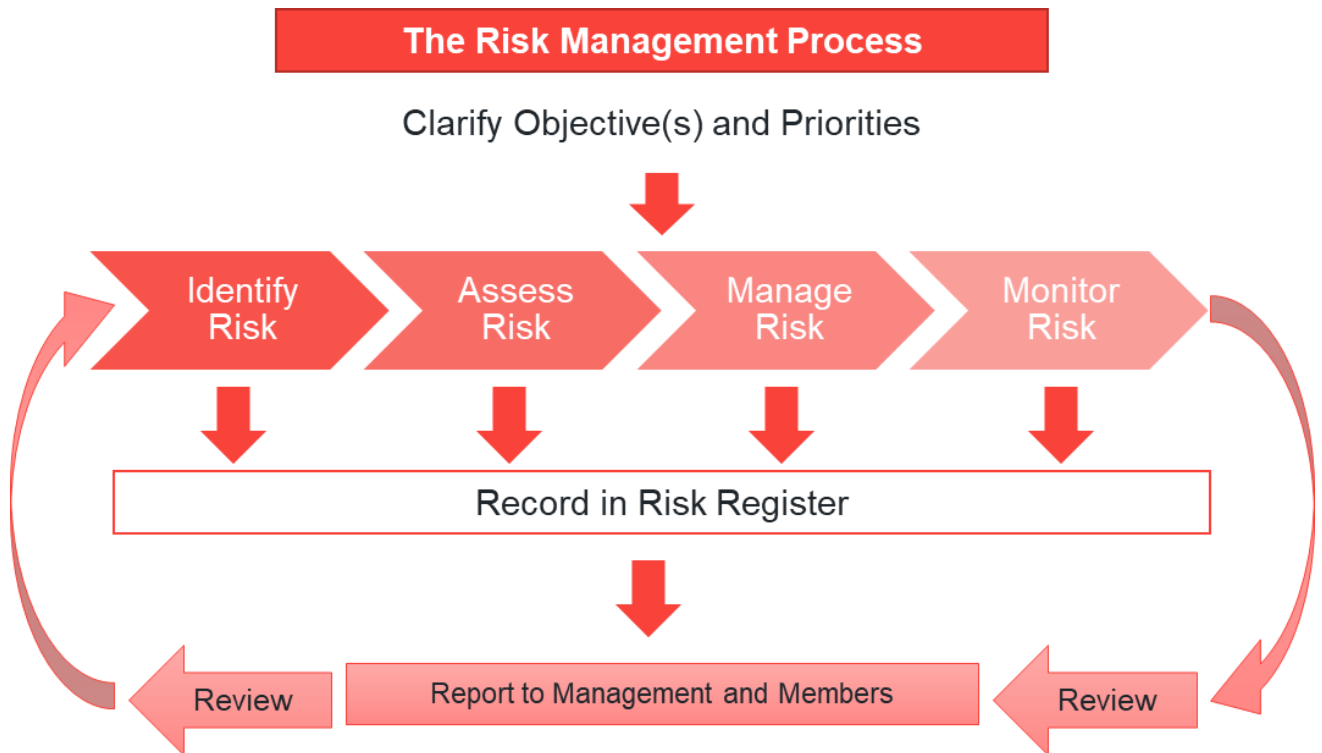 The Risk Management Process
Clarify Objective(s) and Priorities
Identify
Risk
Assess
Risk
Manage
Risk
Monitor
Risk
Record in Risk Register
Review
Report to Management and Members
Review